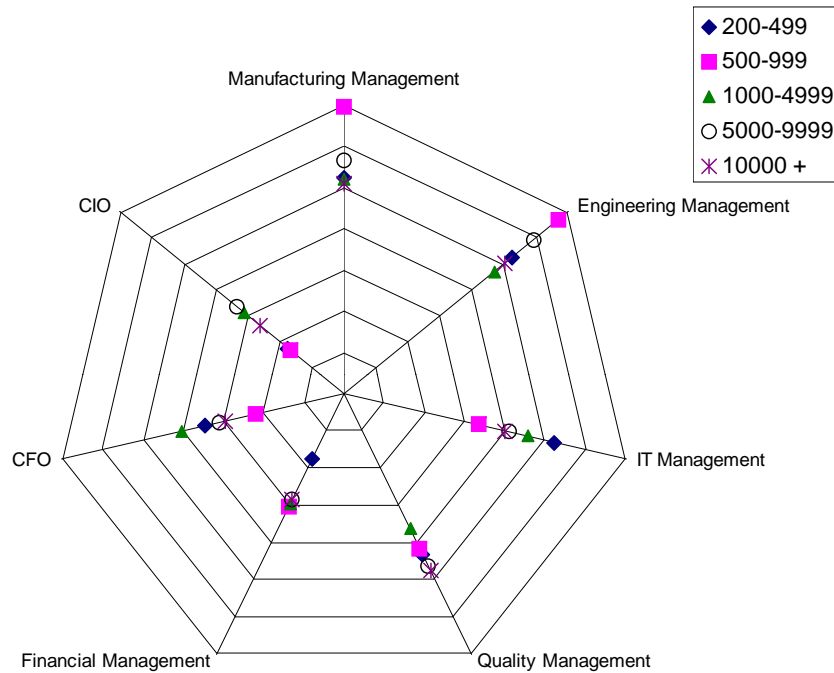 200-499
500-999
1000-4999
5000-9999
10000 +
Manufacturing Management
CIO
Engineering Management
CFO
IT Management
Financial Management
Quality Management